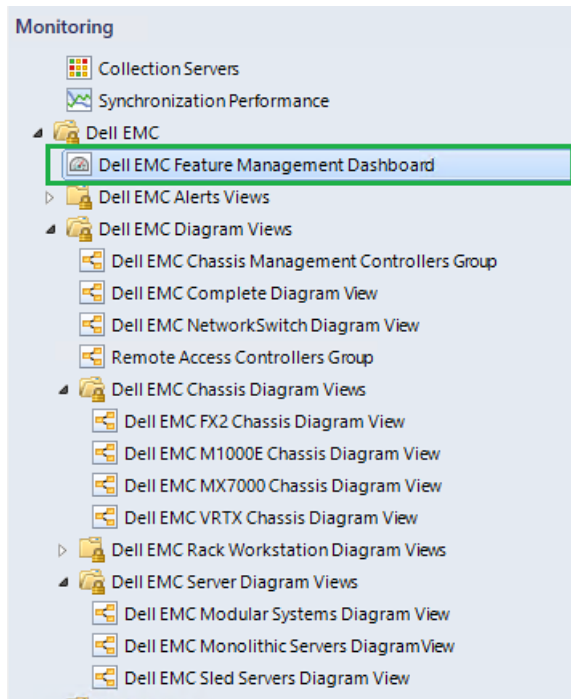 Monitoring
Collection Servers
Synchronization Performance
Dell EMC
Dell EMC Feature Management Dashboard
Dell EMC Alerts Views
Dell EMC Diagram Views
Dell EMC Chassis Management Controllers Group
Dell EMC Complete Diagram View
Dell EMC NetworkSwitch Diagram View
Remote Access Controllers Group
Dell EMC Chassis Diagram Views
Dell EMC FX2 Chassis Diagram View
Dell EMC M1000E Chassis Diagram View
Dell EMC MX7000 Chassis Diagram View
Dell EMC VRTX Chassis Diagram View
Dell EMC Rack Workstation Diagram Views
Dell EMC Server Diagram Views
Dell EMC Modular Systems Diagram View
Dell EMC Monolithic Servers DiagramView
Dell EMC Sled Servers Diagram View